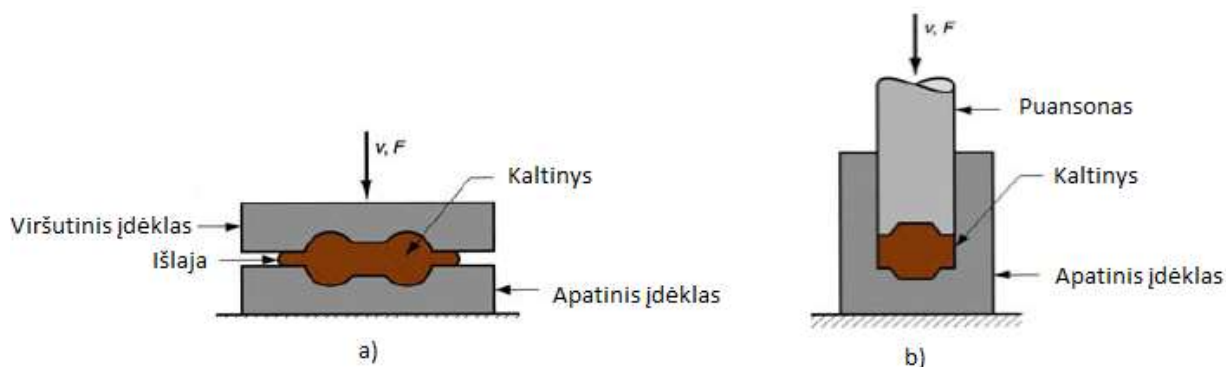 v, F
Kaltinys
Viršutinis įdėklas
Išlaja
Apatinis įdėklas
a)
v, F
Puansonas
Kaltinys
Apatinis įdėklas
b)